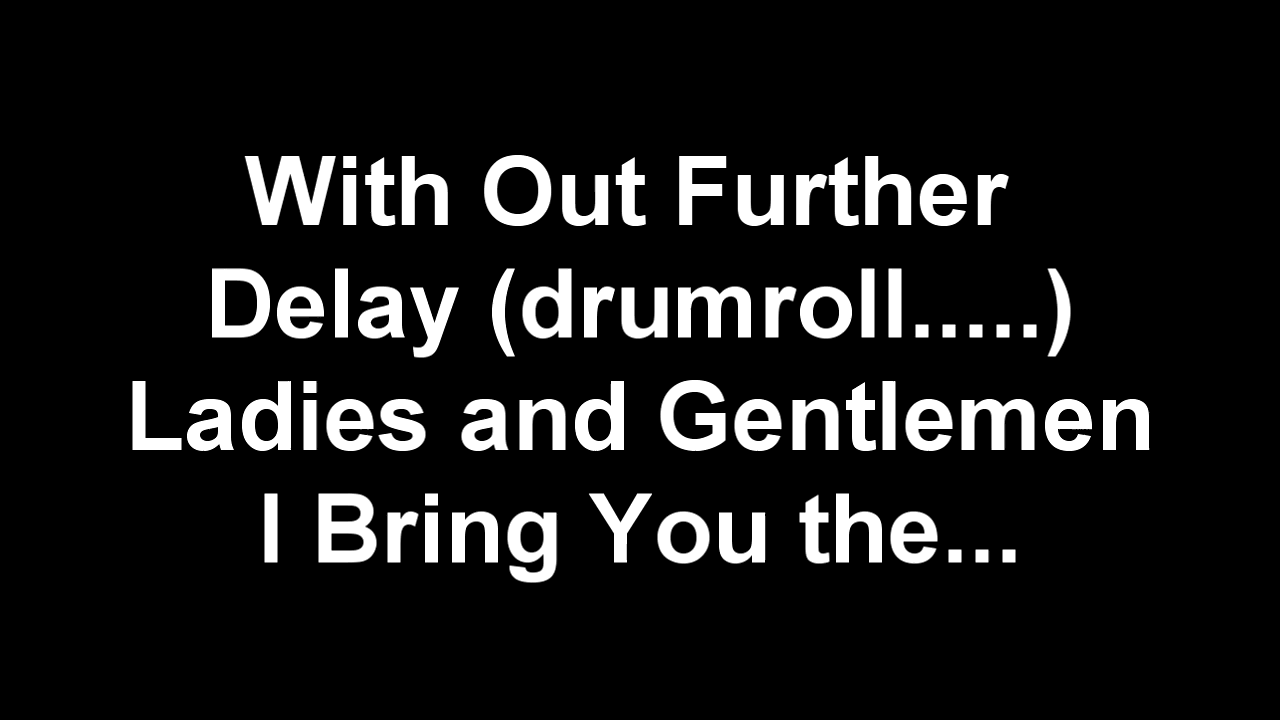 With Out Further
Delay (drumroll.....)
Ladies and Gentlemen
I Bring You the...